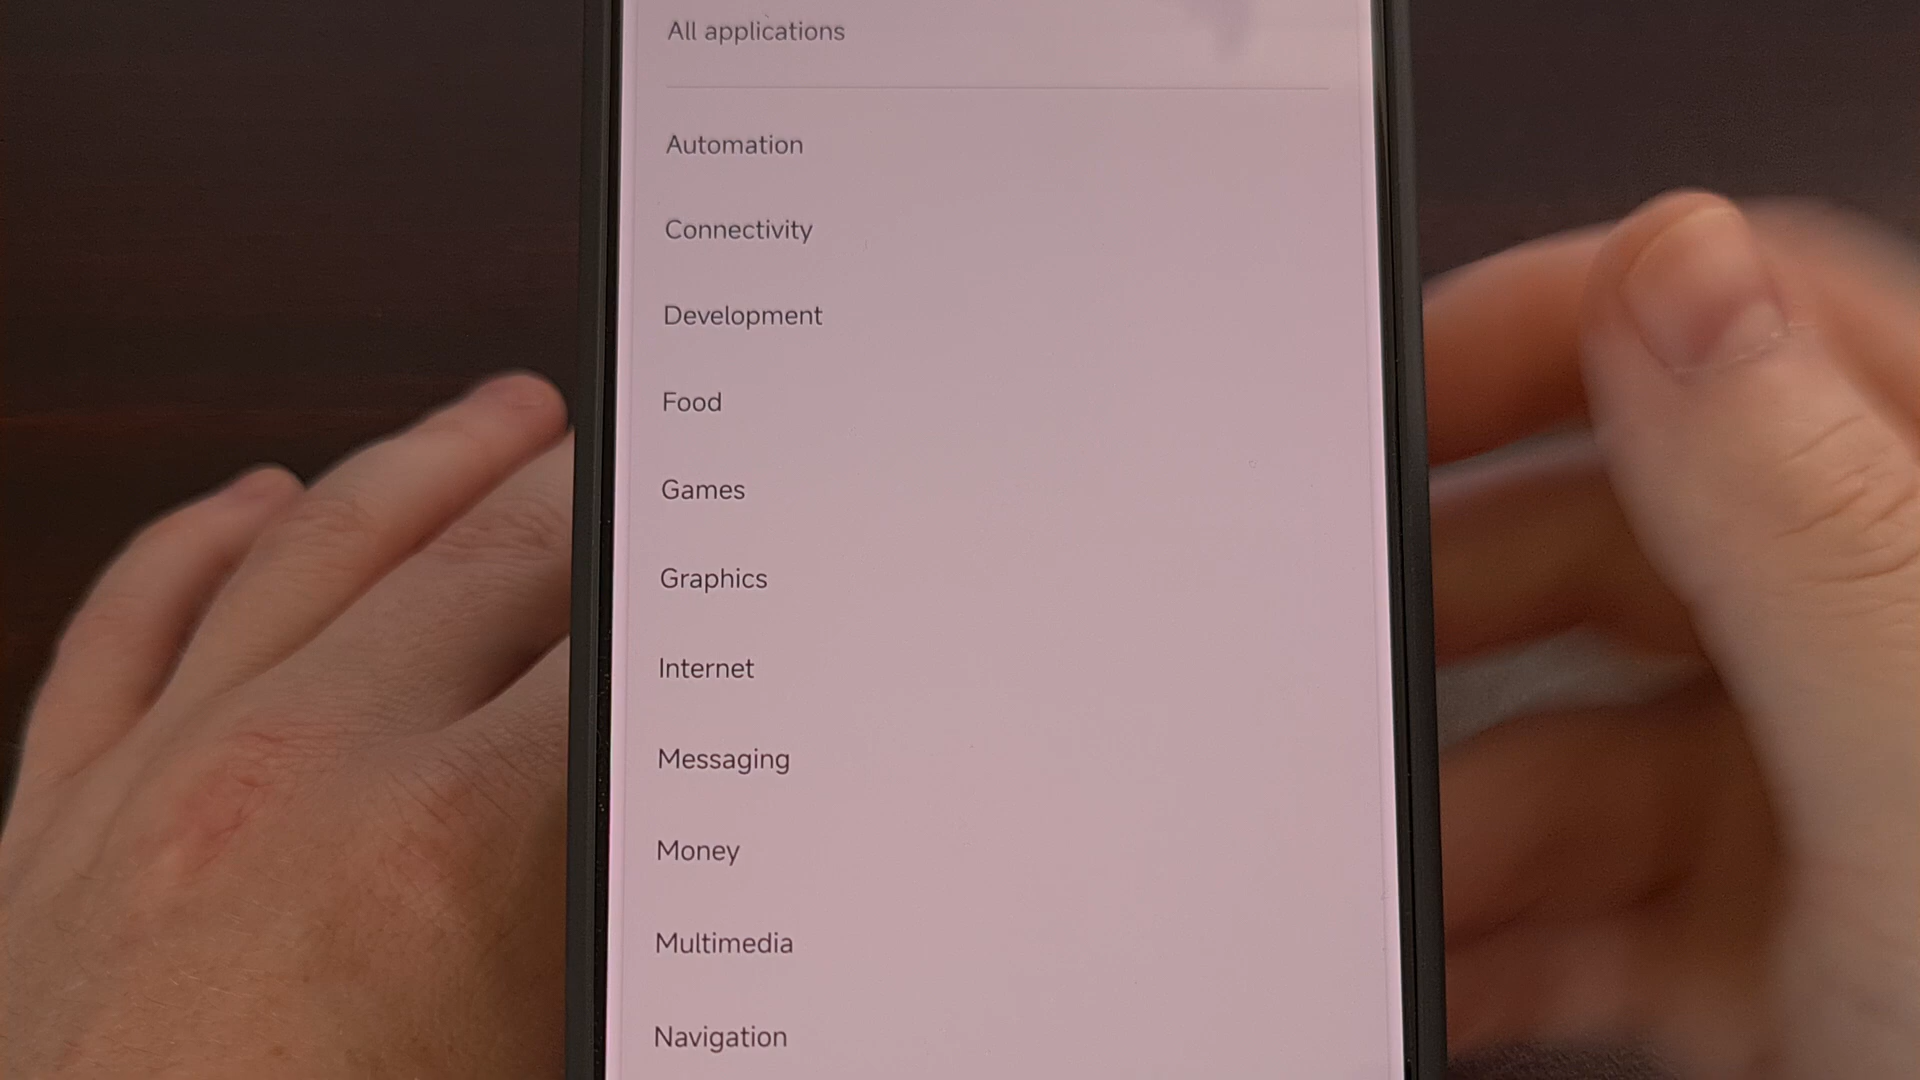 All applications
Automation
Connectivity
Development
Food
Games
Graphics
Internet
Messaging
Money
Multimedia
Navigation